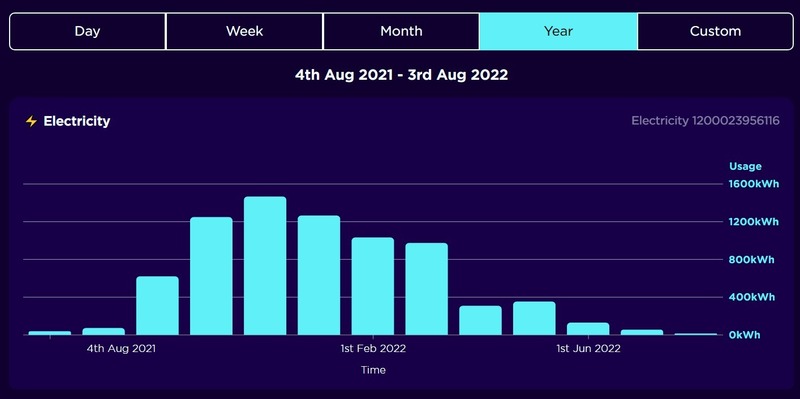 Day Week Month Year Custom
4th Aug 2021 - 3rd Aug 2022
Electricity Electricity 1200023956116
Usage
1600kWh
1200kWh
800kWh
400kWh
0kWh
4th Aug 2021 1st Feb 2022 1st Jun 2022
Time